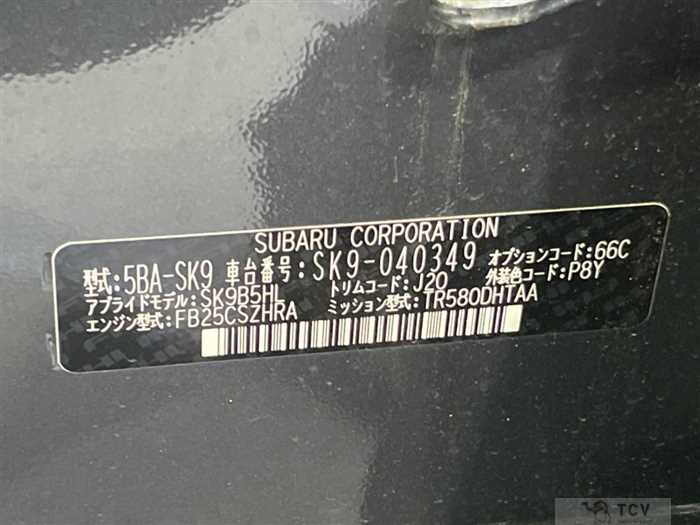 SUBARU CORPORATION
型式:5BA-SK9 車台番号:SK9-040349 オプションコード:66C
アプライドモデル:SK9B5HL トリムコード:J20 外装色コード:P8Y
エンジン型式:FB25CSZHRA ミッション型式:TR580DHTAA
TCV